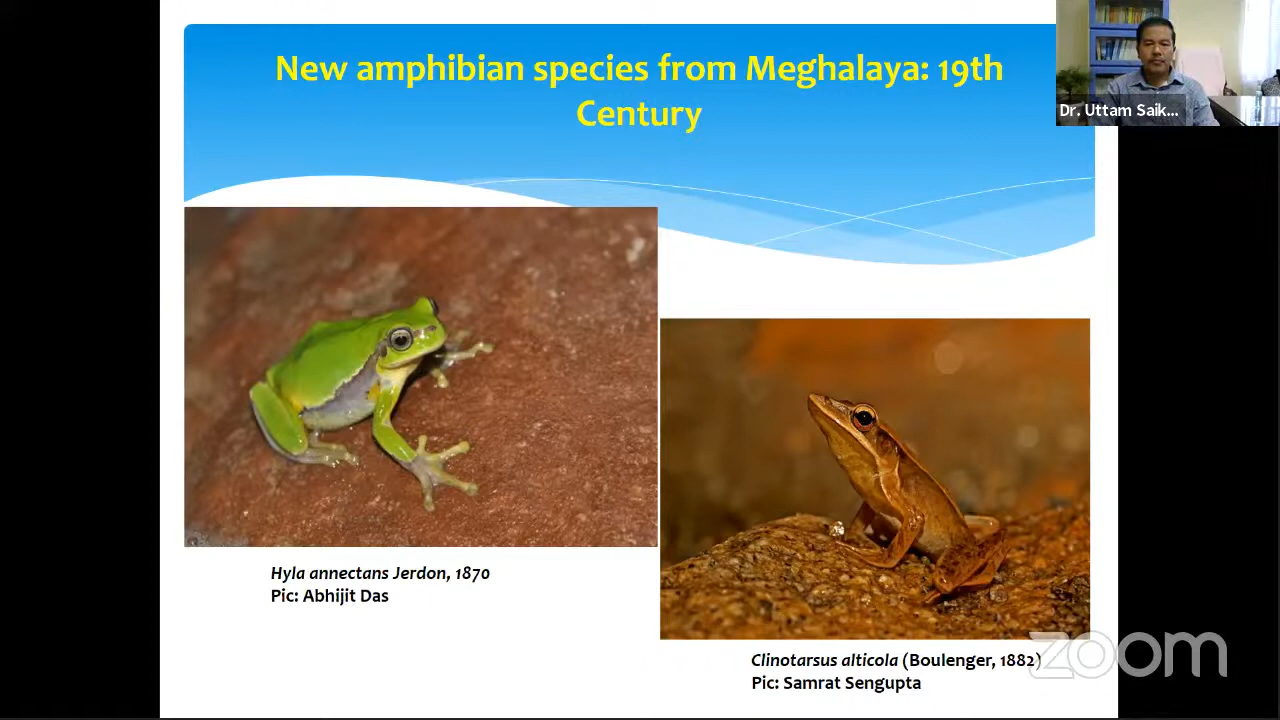 New amphibian species from Meghalaya: 19th
Century
Dr. Uttam Saik...
Hyla annectans Jerdon, 1870
Pic: Abhijit Das
Clinotarsus alticola (Boulenger, 1882)
Pic: Samrat Sengupta
zoom